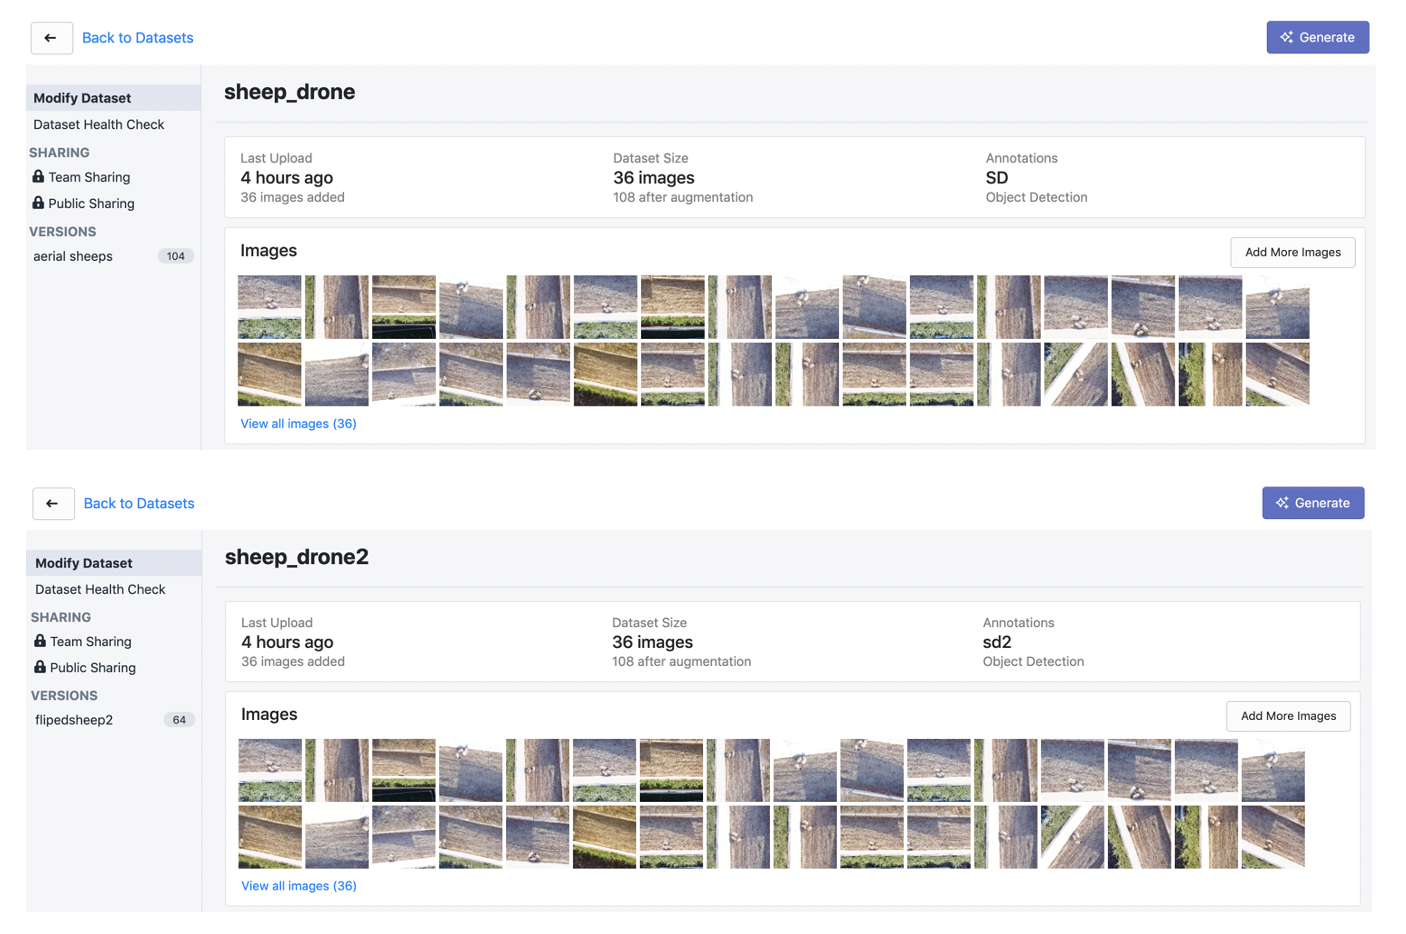 Back to Datasets
Generate
Modify Dataset
Dataset Health Check
SHARING
Team Sharing
Public Sharing
VERSIONS
aerial sheeps 104
sheep_drone
Last Upload
4 hours ago
36 images added
Dataset Size
36 images
108 after augmentation
Annotations
SD
Object Detection
Images
Add More Images
View all images (36)
Back to Datasets
Generate
Modify Dataset
Dataset Health Check
SHARING
Team Sharing
Public Sharing
VERSIONS
flipedsheep2 64
sheep_drone2
Last Upload
4 hours ago
36 images added
Dataset Size
36 images
108 after augmentation
Annotations
sd2
Object Detection
Images
Add More Images
View all images (36)